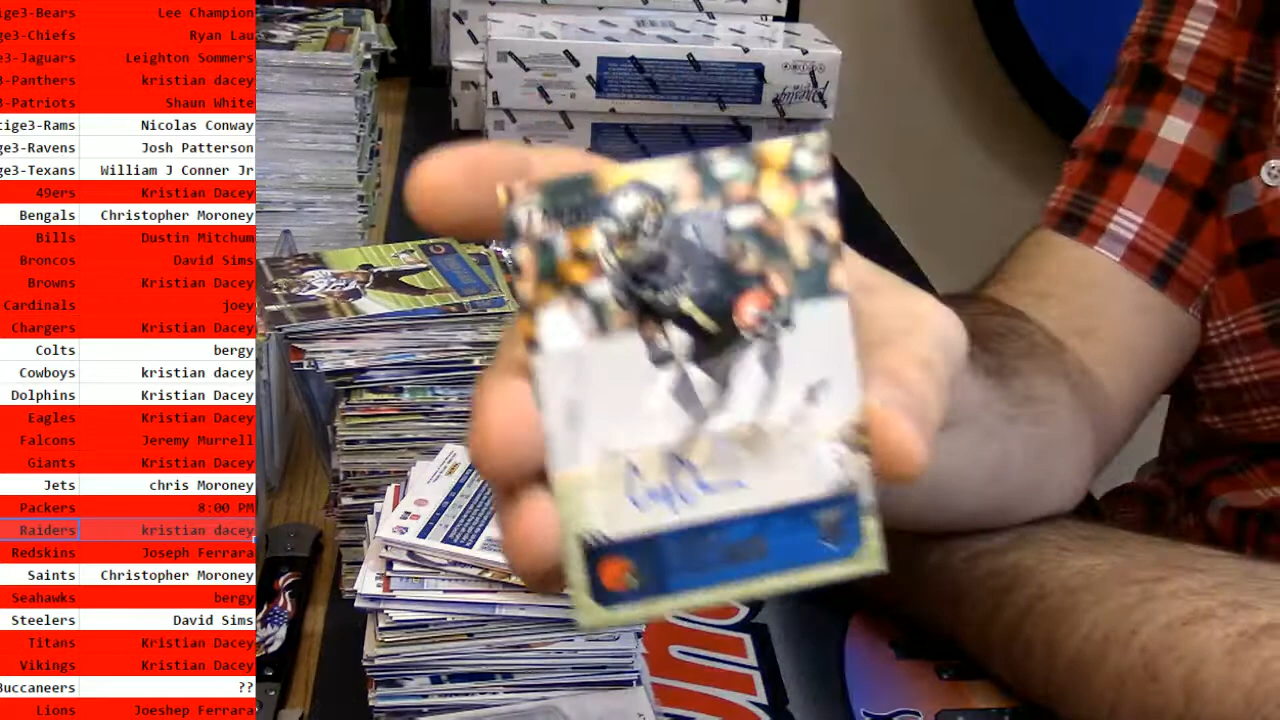 ige3-Bears Lee Champion
ge3-Chiefs Ryan Lau
e3-Jaguars Leighton Sommers
3-Panthers kristian dacey
3-Patriots Shaun White
tige3-Rams Nicolas Conway
ge3-Ravens Josh Patterson
ge3-Texans William J Conner Jr
49ers Kristian Dacey
Bengals Christopher Moroney
Bills Dustin Mitchum
Broncos David Sims
Browns Kristian Dacey
Cardinals joey
Chargers Kristian Dacey
Colts bergy
Cowboys kristian dacey
Dolphins Kristian Dacey
Eagles Kristian Dacey
Falcons Jeremy Murrell
Giants Kristian Dacey
Jets chris Moroney
Packers 8:00 PM
Raiders kristian dacey
Redskins Joseph Ferrara
Saints Christopher Moroney
Seahawks bergy
Steelers David Sims
Titans Kristian Dacey
Vikings Kristian Dacey
Buccaneers ??
Lions Joeshep Ferrara